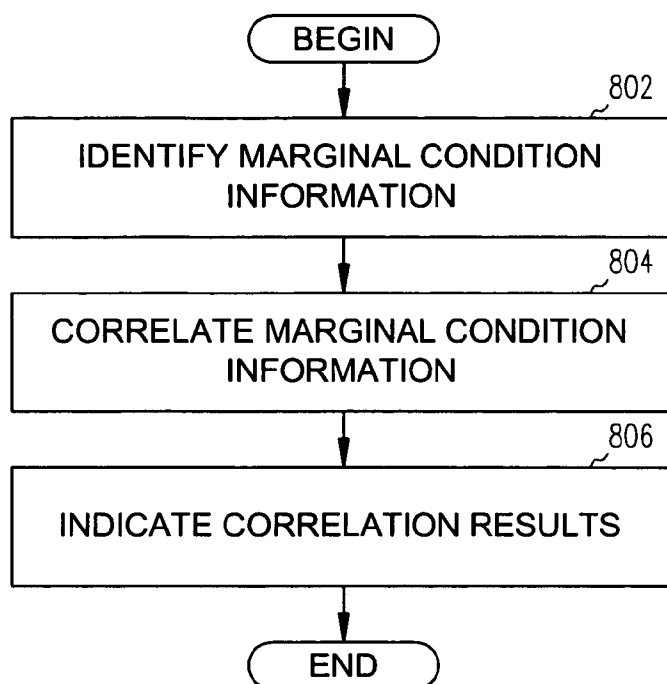 BEGIN
802
IDENTIFY MARGINAL CONDITION
INFORMATION
804
CORRELATE MARGINAL CONDITION
INFORMATION
806
INDICATE CORRELATION RESULTS
END